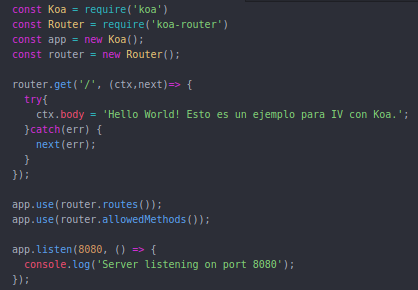 const Koa = require('koa')
const Router = require('koa-router')
const app = new Koa();
const router = new Router();

router.get('/', (ctx,next)=> {
  try{
    ctx.body = 'Hello World! Esto es un ejemplo para IV con Koa.';
  }catch(err) {
    next(err);
  }
});

app.use(router.routes());
app.use(router.allowedMethods());

app.listen(8080, () => {
  console.log('Server listening on port 8080');
});